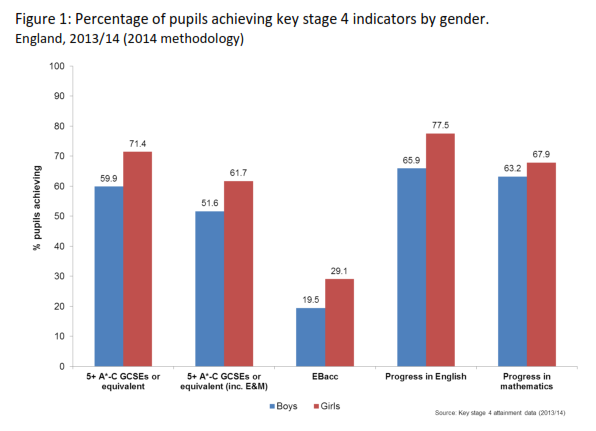 Figure 1: Percentage of pupils achieving key stage 4 indicators by gender.
England, 2013/14 (2014 methodology)
100
90
80
70
60
50
40
30
20
10
0
% pupils achieving
59.9
71.4
51.6
61.7
19.5
29.1
65.9
77.5
63.2
67.9
5+ A*-C GCSEs or
equivalent
5+ A*-C GCSEs or
equivalent (inc. E&M)
EBacc
Progress in English
Progress in
mathematics
Boys
Girls
Source: Key stage 4 attainment data (2013/14)